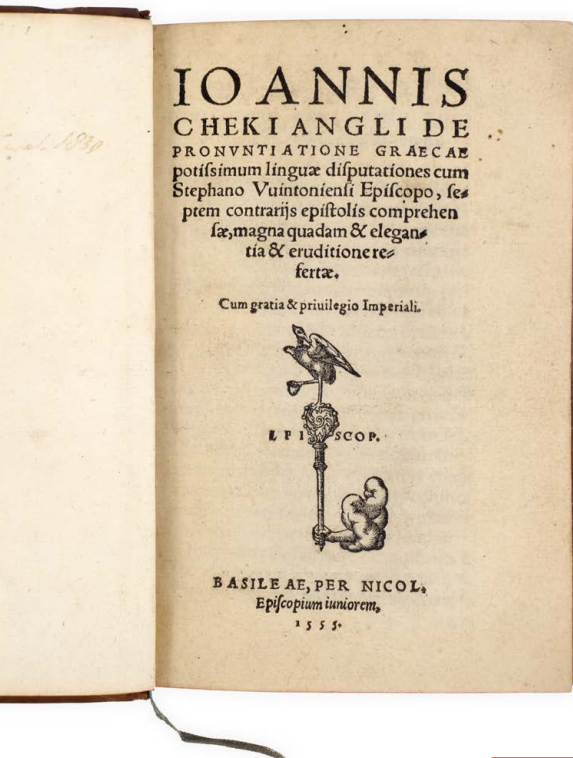 IOANNIS
CHEKI ANGLI DE
PRONVNTIATIONE GRAECAE
potiſsimum linguæ diſputationes cum
Stephano Vuintonienſi Epiſcopo, ſe⸗
ptem contrarijs epiſtolis comprehen
ſæ, magna quadam & elegan⸗
tia & eruditione re⸗
fertæ.
Cum gratia & priuilegio Imperiali.
EPI SCOP.
BASILEAE, PER NICOL.
Epiſcopium iuniorem,
1555.